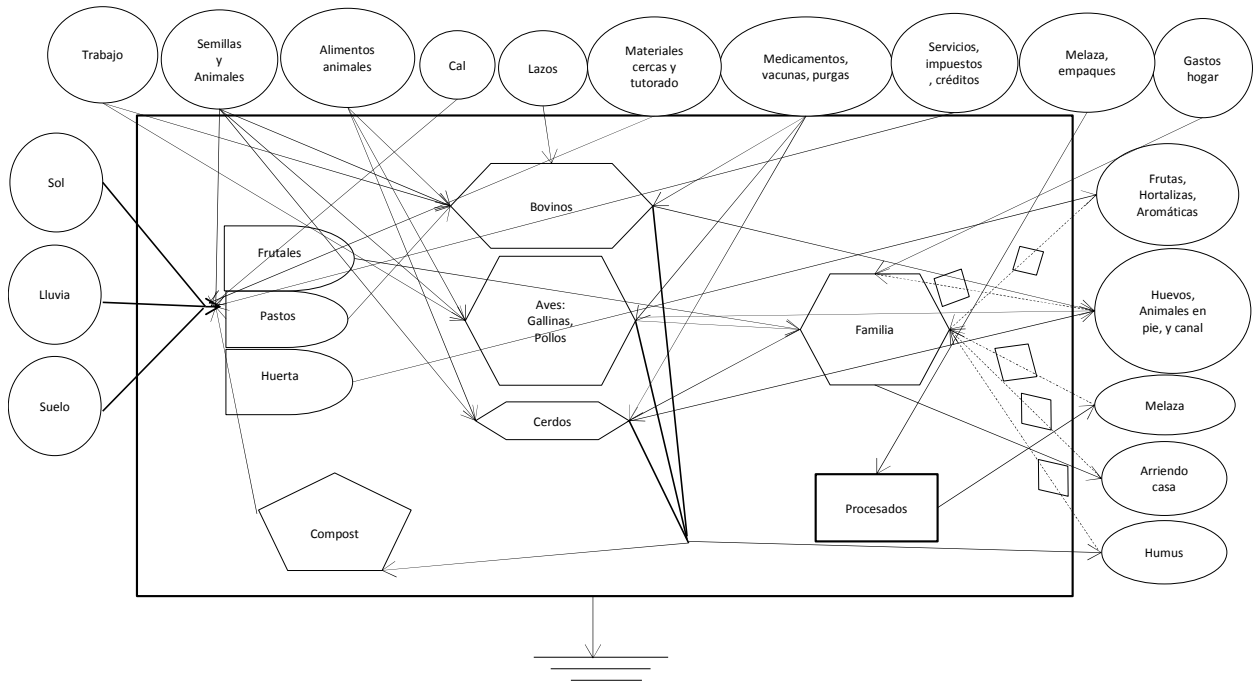 Trabajo
Semillas
y
Animales
Alimentos
animales
Cal
Lazos
Materiales
cercas y
tutorado
Medicamentos,
vacunas, purgas
Servicios,
impuestos
, créditos
Melaza,
empaques
Gastos
hogar
Sol
Lluvia
Suelo
Frutales
Pastos
Huerta
Compost
Bovinos
Aves:
Gallinas,
Pollos
Cerdos
Familia
Procesados
Frutas,
Hortalizas,
Aromáticas
Huevos,
Animales en
pie, y canal
Melaza
Arriendo
casa
Humus